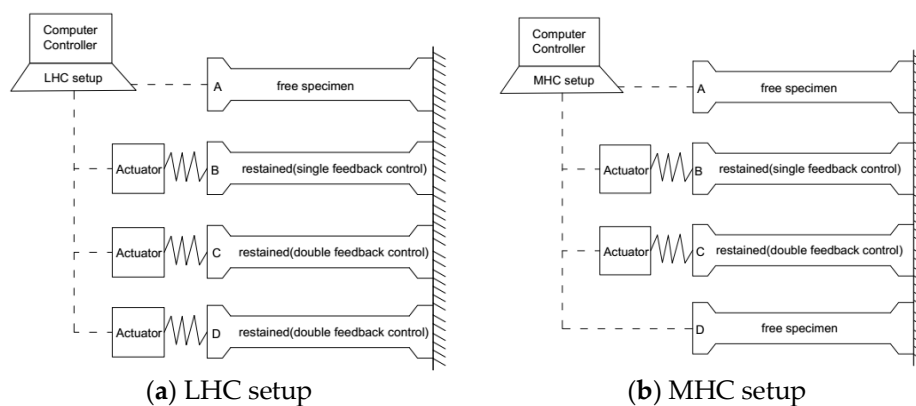 Computer
Controller
LHC setup
A
free specimen
Actuator
B
restained(single feedback control)
Actuator
C
restained(double feedback control)
Actuator
D
restained(double feedback control)
(a) LHC setup
Computer
Controller
MHC setup
A
free specimen
Actuator
B
restained(single feedback control)
Actuator
C
restained(double feedback control)
D
free specimen
(b) MHC setup